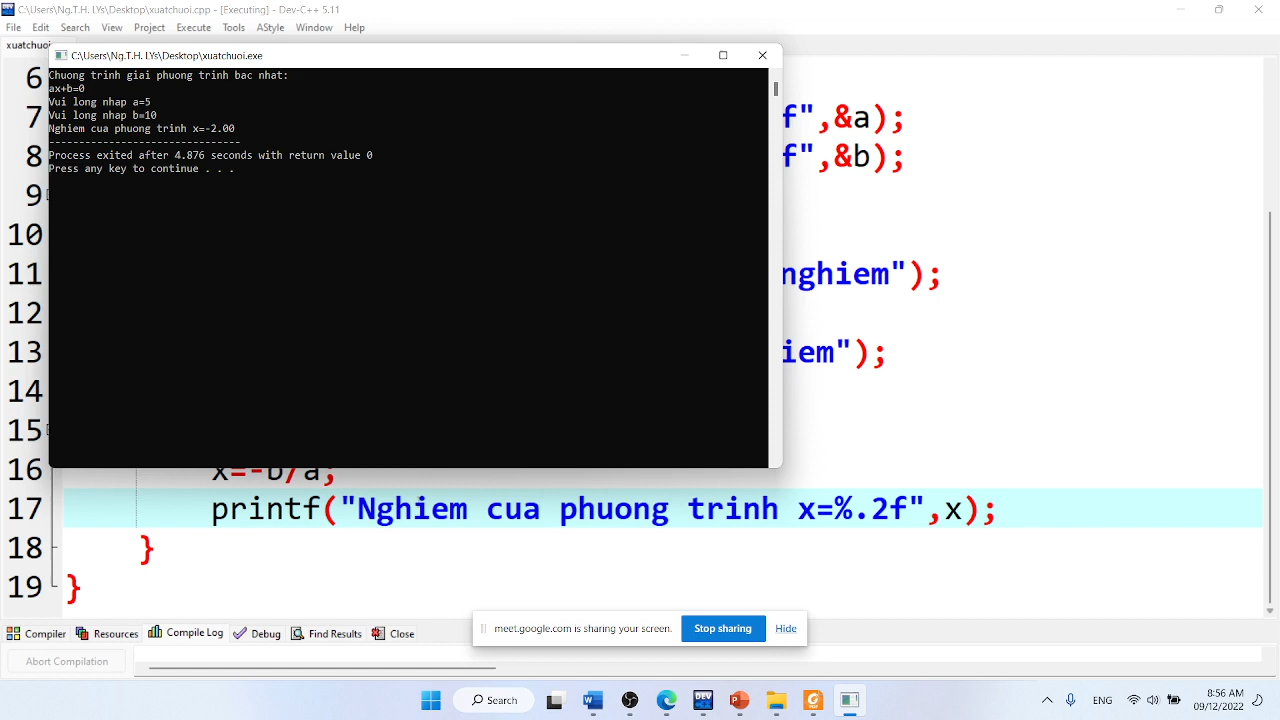 C:\Users\Ng.T.H. LYs\Desktop\xuatchuoi.cpp - [Executing] - Dev-C++ 5.11
File Edit Search View Project Execute Tools AStyle Window Help
xuatchuoi
C:\Users\Ng.T.H. LYs\Desktop\xuatchuoi.exe
Chuong trinh giai phuong trinh bac nhat:
ax+b=0
Vui long nhap a=5
Vui long nhap b=10
Nghiem cua phuong trinh x=-2.00
--------------------------------
Process exited after 4.876 seconds with return value 0
Press any key to continue . . .
6
7 f",&a);
8 f",&b);
9
10
11 nghiem");
12
13 iem");
14
15
16 x=-b/a;
17 printf("Nghiem cua phuong trinh x=%.2f",x);
18 }
19 }
meet.google.com is sharing your screen. Stop sharing Hide
Compiler Resources Compile Log Debug Find Results Close
Abort Compilation
Search
ENG
8:56 AM